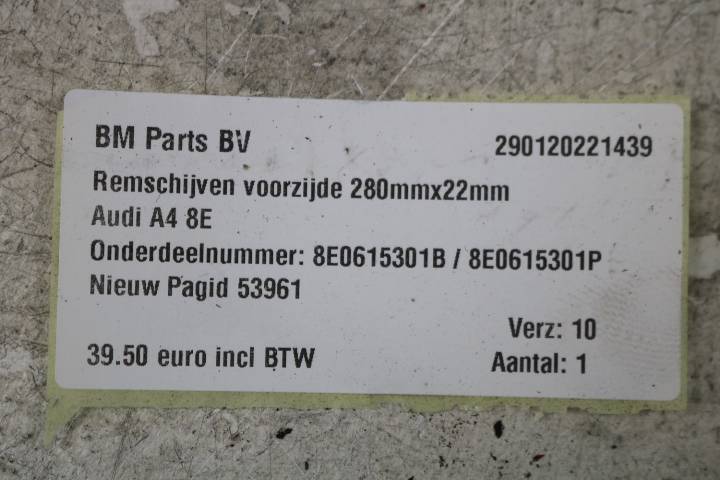 BM Parts BV 290120221439
Remschijven voorzijde 280mmx22mm
Audi A4 8E
Onderdeelnummer: 8E0615301B / 8E0615301P
Nieuw Pagid 53961
Verz: 10
39.50 euro incl BTW Aantal: 1